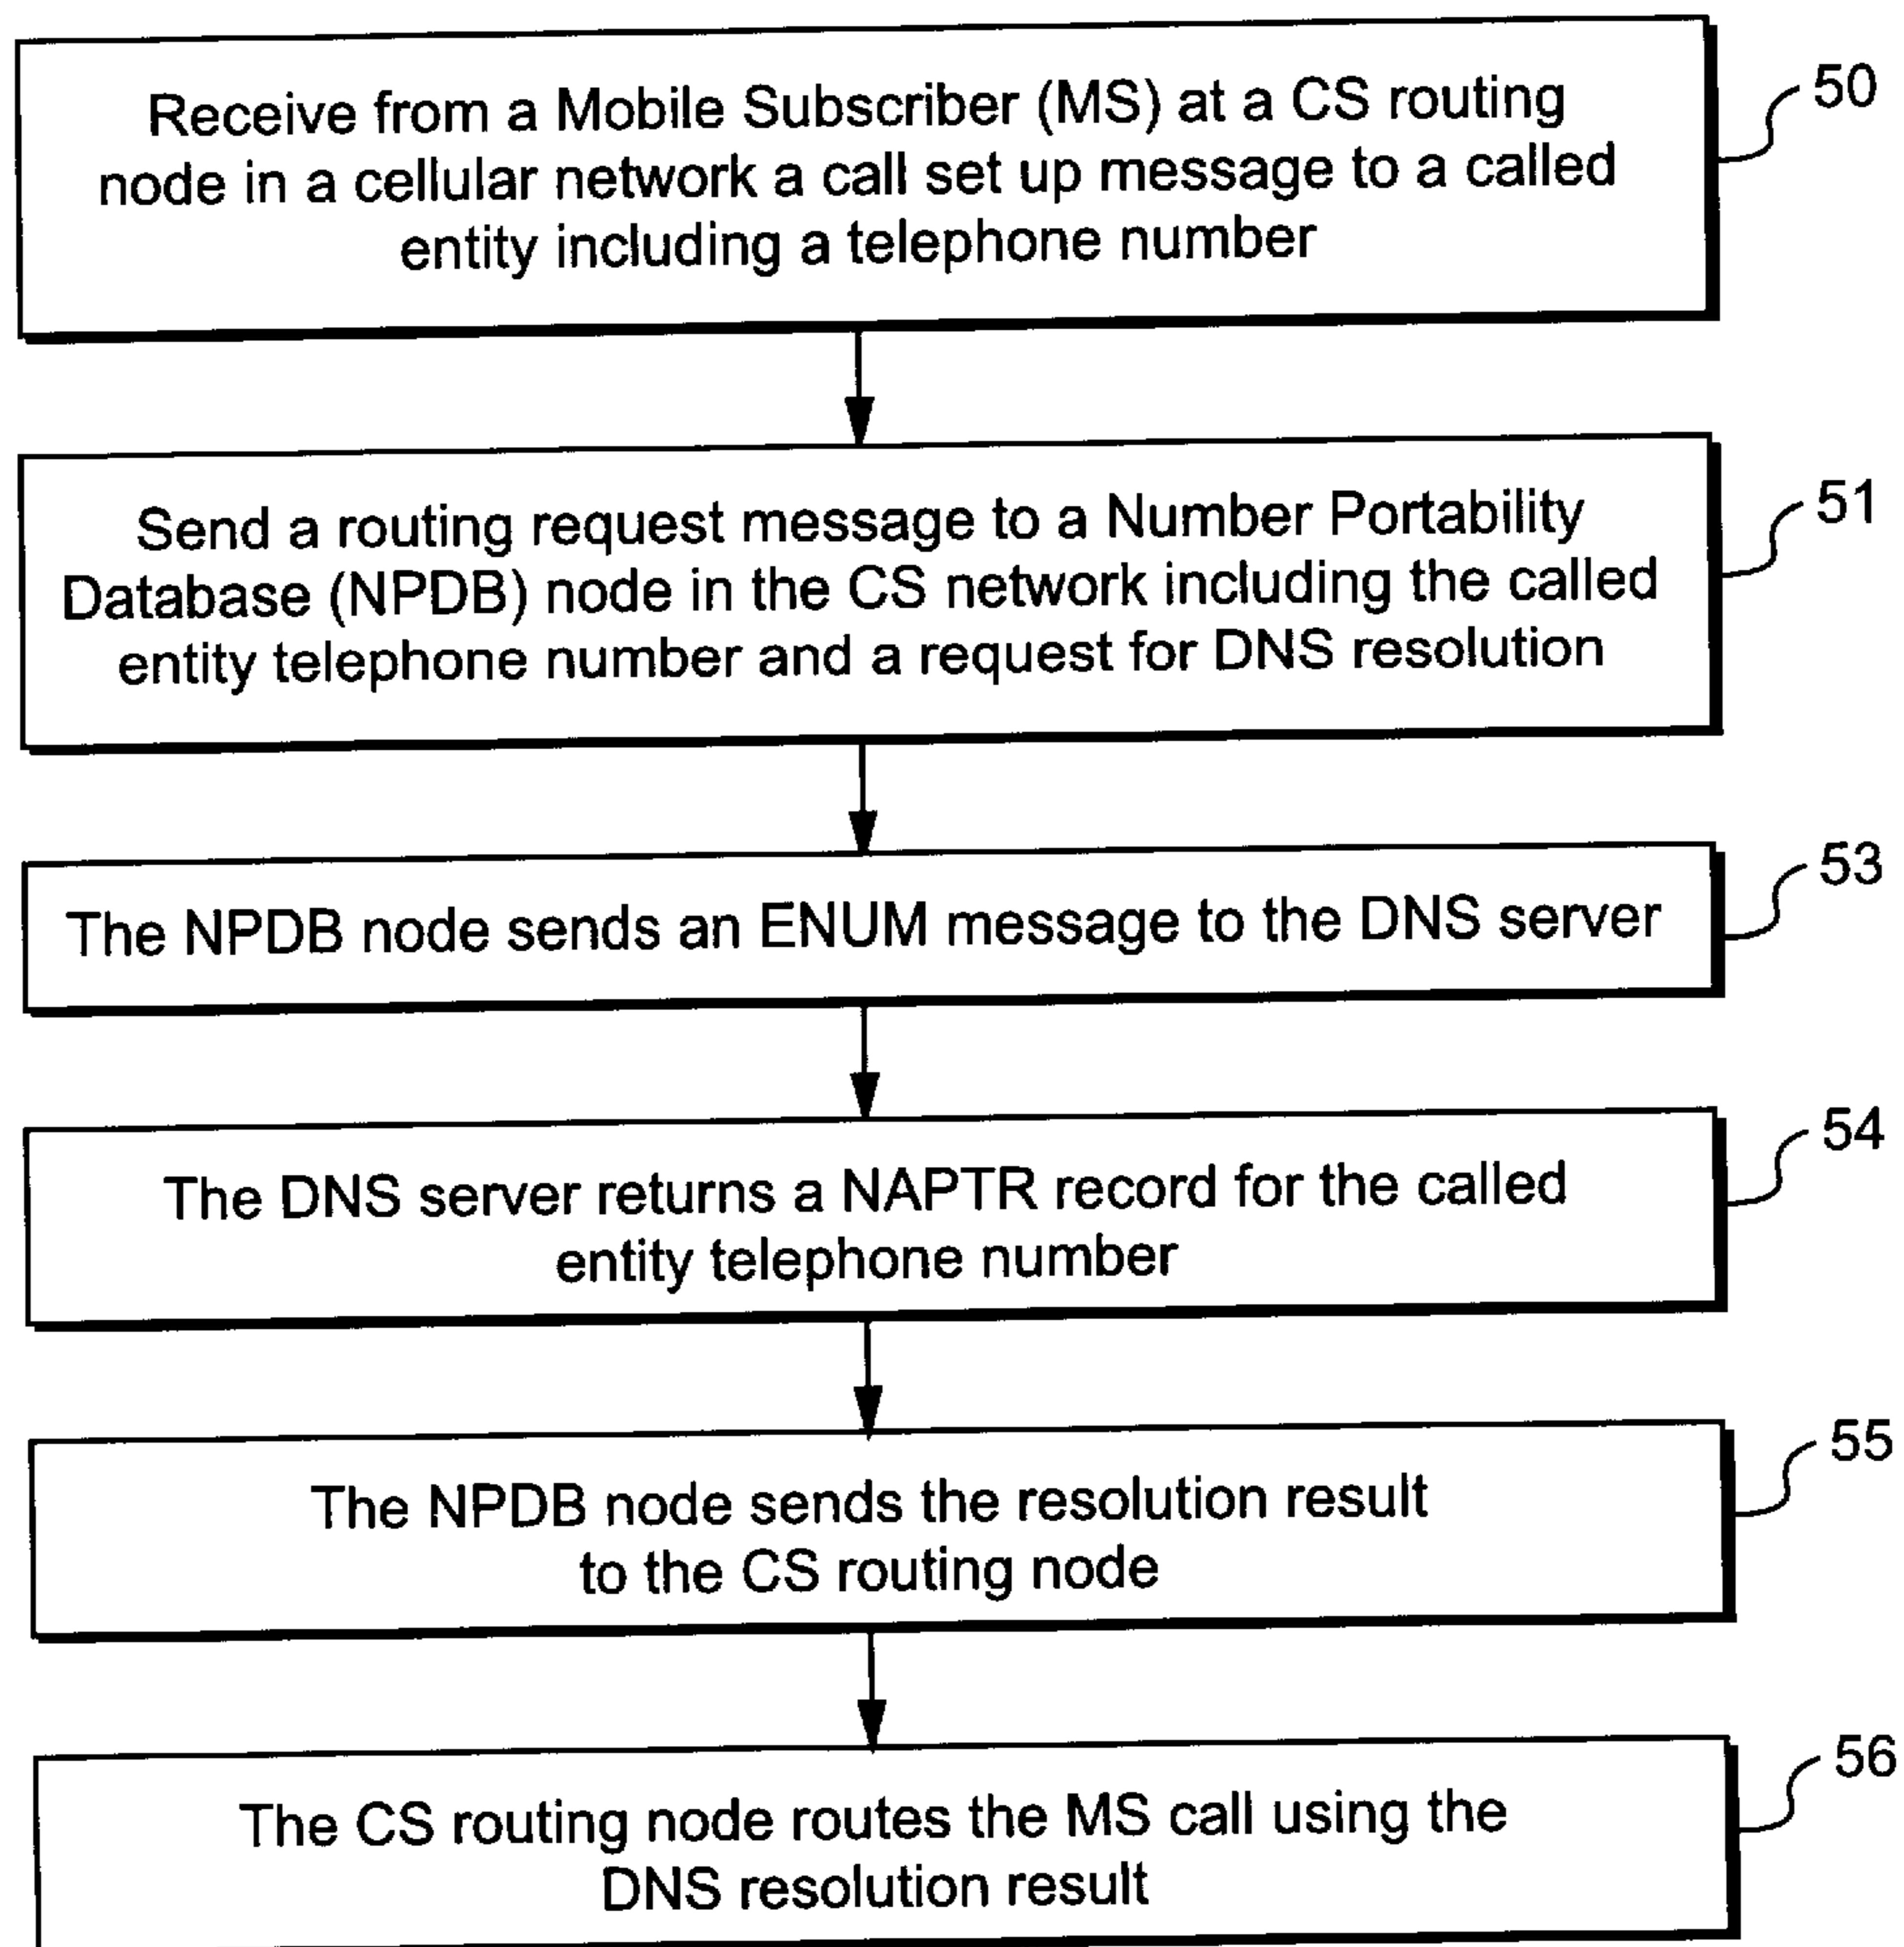 Receive from a Mobile Subscriber (MS) at a CS routing
node in a cellular network a call set up message to a called
entity including a telephone number
50
Send a routing request message to a Number Portability
Database (NPDB) node in the CS network including the called
entity telephone number and a request for DNS resolution
51
The NPDB node sends an ENUM message to the DNS server
53
The DNS server returns a NAPTR record for the called
entity telephone number
54
The NPDB node sends the resolution result
to the CS routing node
55
The CS routing node routes the MS call using the
DNS resolution result
56